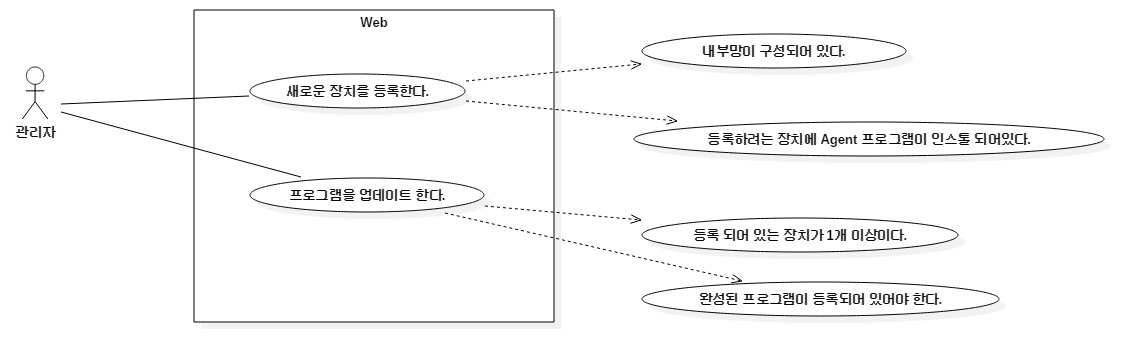 Web
관리자
새로운 장치를 등록한다.
프로그램을 업데이트 한다.
내부망이 구성되어 있다.
등록하려는 장치에 Agent 프로그램이 인스톨 되어있다.
등록 되어 있는 장치가 1개 이상이다.
완성된 프로그램이 등록되어 있어야 한다.